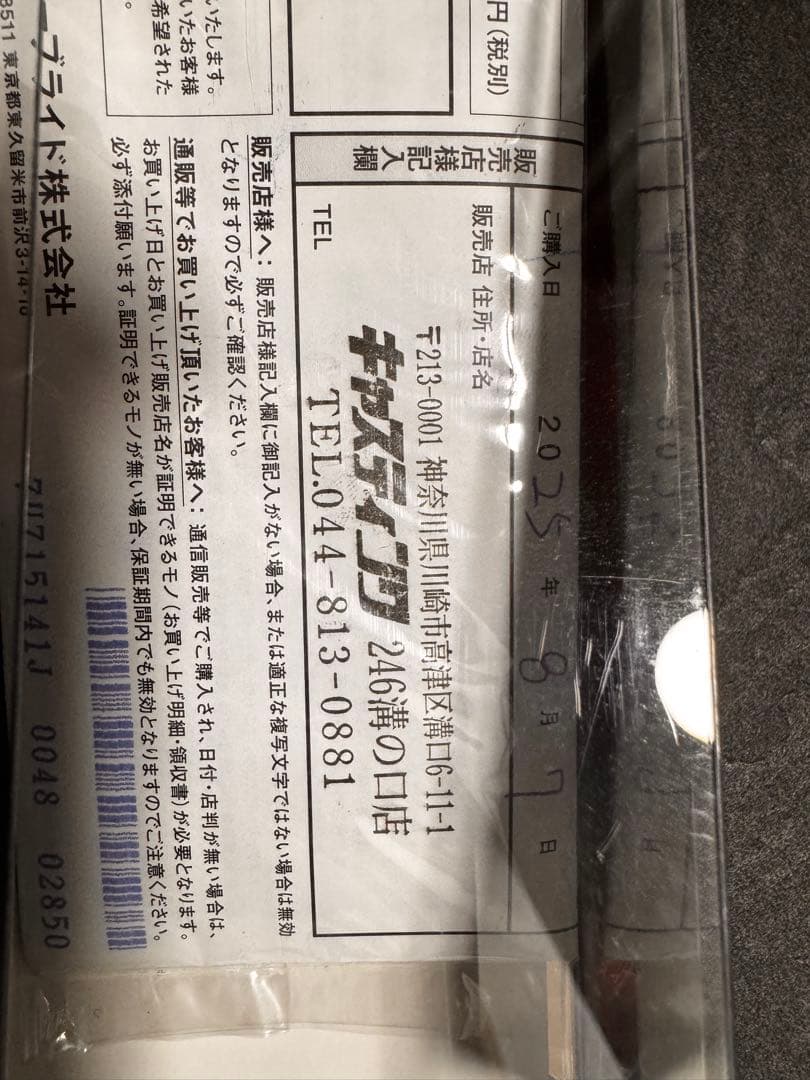 円(税別)
いたします。
いたお客様
希望された
。
販売店様記入欄
ご購入日 2025年 8月 7日
販売店 住所・店名
〒213-0001 神奈川県川崎市高津区溝口6-11-1
キャスティング 246溝の口店
TEL
TEL.044-813-0881
販売店様へ：販売店様記入欄に御記入がない場合、または適正な複写文字ではない場合は無効
となりますので必ずご確認ください。
通販等でお買い上げ頂いたお客様へ：通信販売等でご購入され、日付・店判が無い場合は、
お買い上げ日とお買い上げ販売店名が証明できるモノ(お買い上げ明細・領収書)が必要となります。
必ず添付願います。証明できるモノが無い場合、保証期間内でも無効となりますのでご注意ください。
ーブライド株式会社
3511 東京都東久留米市前沢3-14-16
715141J 0048 02850